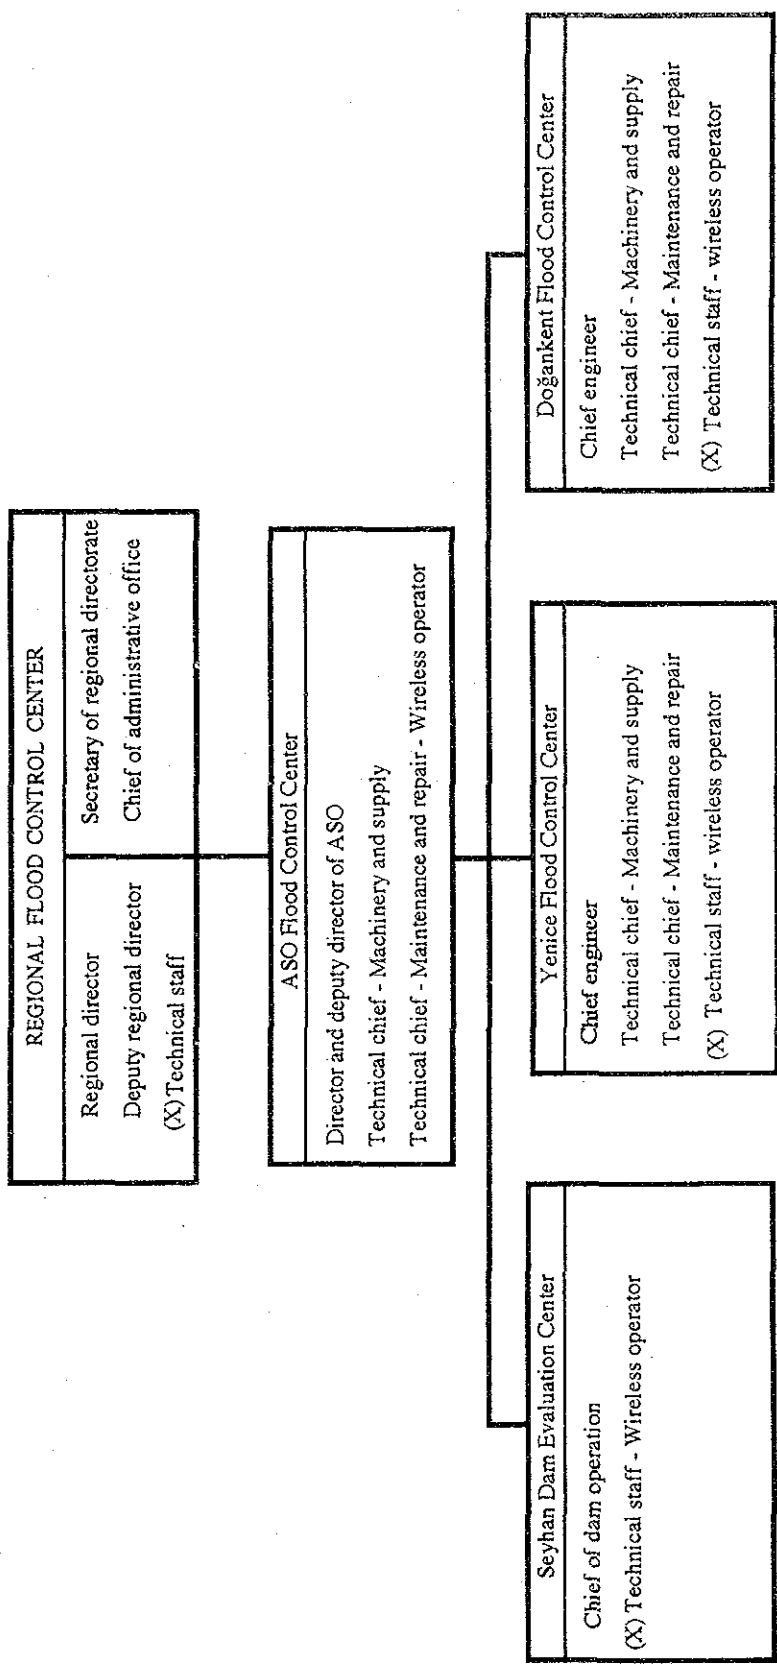 REGIONAL FLOOD CONTROL CENTER
Regional director
Deputy regional director
(X) Technical staff
Secretary of regional directorate
Chief of administrative office
ASO Flood Control Center
Director and deputy director of ASO
Technical chief - Machinery and supply
Technical chief - Maintenance and repair - Wireless operator
Seyhan Dam Evaluation Center
Chief of dam operation
(X) Technical staff - Wireless operator
Yenice Flood Control Center
Chief engineer
Technical chief - Machinery and supply
Technical chief - Maintenance and repair
(X) Technical staff - wireless operator
Doğankent Flood Control Center
Chief engineer
Technical chief - Machinery and supply
Technical chief - Maintenance and repair
(X) Technical staff - wireless operator